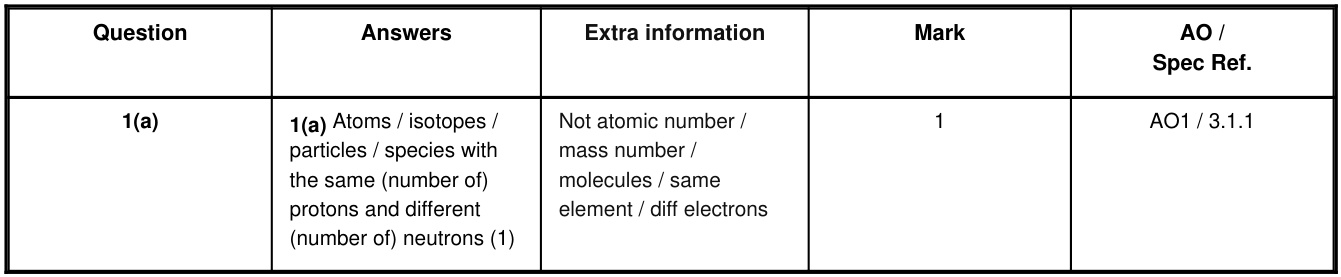 Question Answers Extra information Mark AO /
Spec Ref.
1(a) 1(a) Atoms / isotopes / Not atomic number / 1 AO1 / 3.1.1
particles / species with mass number /
the same (number of) molecules / same
protons and different element / diff electrons
(number of) neutrons (1)